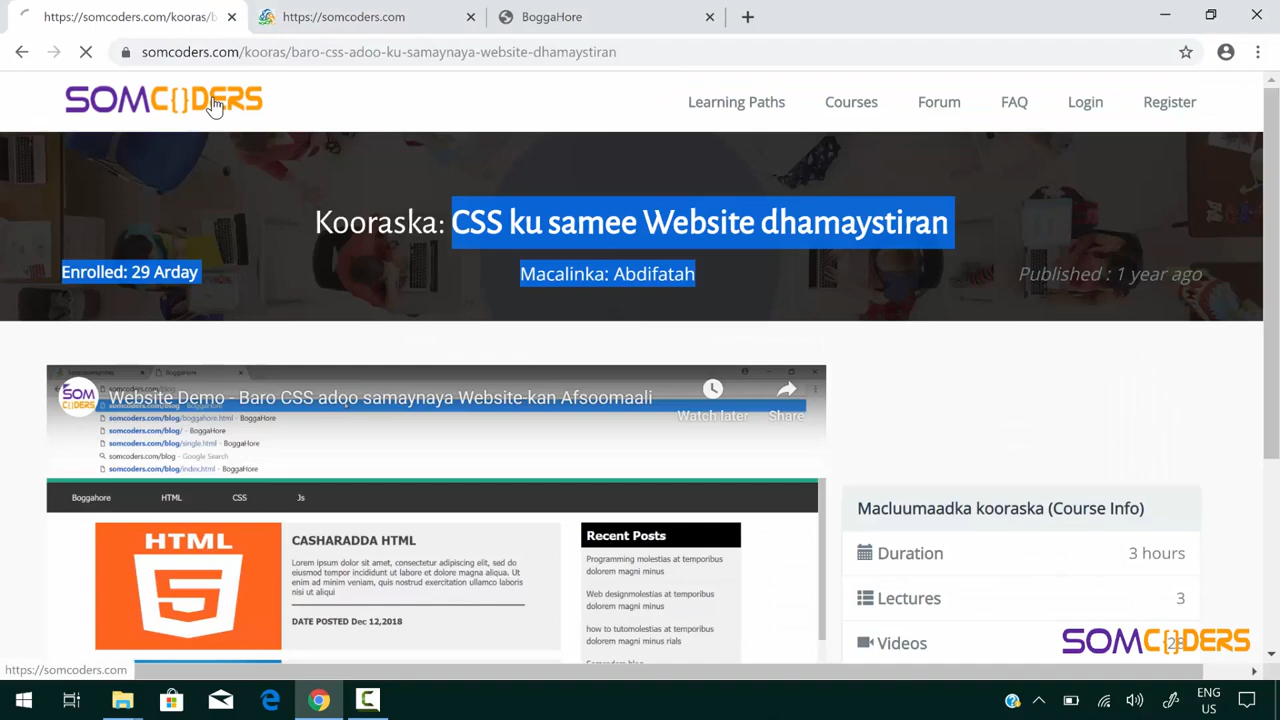 https://somcoders.com/kooras/b
https://somcoders.com
BoggaHore
somcoders.com/kooras/baro-css-adoo-ku-samaynaya-website-dhamaystiran
SOMC{}DERS
Learning Paths
Courses
Forum
FAQ
Login
Register
Kooraska: CSS ku samee Website dhamaystiran
Enrolled: 29 Arday
Macalinka: Abdifatah
Published : 1 year ago
BoggaHore
SOM
C{}DERS
Website Demo - Baro CSS adoo samaynaya Website-kan Afsoomaali
Watch later
Share
somcoders.com/blog/boggahore.html - BoggaHore
somcoders.com/blog/ - BoggaHore
somcoders.com/blog/single.html - BoggaHore
somcoders.com/blog - Google Search
somcoders.com/blog/index.html - BoggaHore
Boggahore
HTML
CSS
Js
HTML
5
CASHARADDA HTML
Lorem ipsum dolor sit amet, consectetur adipiscing elit, sed do
eiusmod tempor incididunt ut labore et dolore magna aliqua. Ut
enim ad minim veniam, quis nostrud exercitation ullamco laboris
nisi ut aliqui
DATE POSTED Dec 12,2018
Recent Posts
Programming molestias at temporibus
dolorem magni minus
Web designmolestias at temporibus
dolorem magni minus
how to tutomolestias at temporibus
magni minus rials
Macluumaadka kooraska (Course Info)
Duration
3 hours
Lectures
3
Videos
SOMC{}DERS
https://somcoders.com
ENG
US